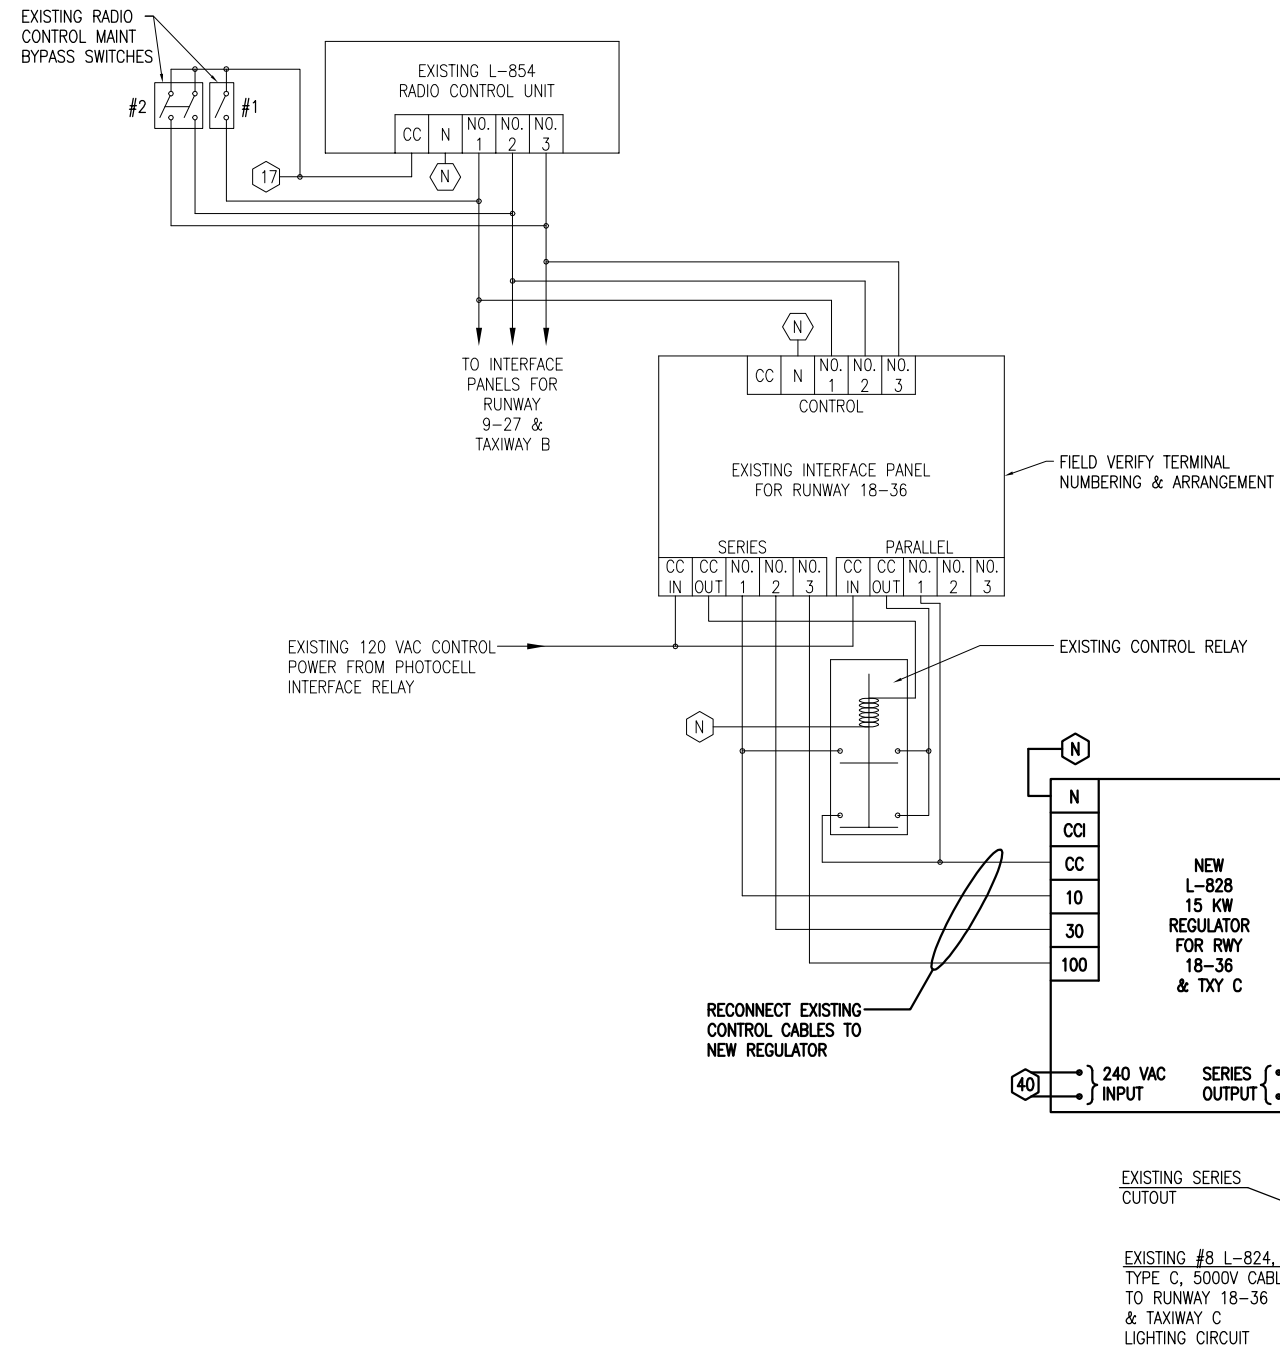 EXISTING RADIO
CONTROL MAINT
BYPASS SWITCHES
#2
#1
EXISTING L-854
RADIO CONTROL UNIT
CC
N
NO. 1
NO. 2
NO. 3
17
N
TO INTERFACE
PANELS FOR
RUNWAY
9-27 &
TAXIWAY B
N
CC
N
NO. 1
NO. 2
NO. 3
CONTROL
EXISTING INTERFACE PANEL
FOR RUNWAY 18-36
FIELD VERIFY TERMINAL
NUMBERING & ARRANGEMENT
SERIES
CC IN
CC OUT
NO. 1
NO. 2
NO. 3
PARALLEL
CC IN
CC OUT
NO. 1
NO. 2
NO. 3
EXISTING 120 VAC CONTROL
POWER FROM PHOTOCELL
INTERFACE RELAY
EXISTING CONTROL RELAY
N
N
N
CCI
CC
10
30
100
NEW
L-828
15 KW
REGULATOR
FOR RWY
18-36
& TXY C
RECONNECT EXISTING
CONTROL CABLES TO
NEW REGULATOR
40
240 VAC
INPUT
SERIES
OUTPUT
EXISTING SERIES
CUTOUT
EXISTING #8 L-824,
TYPE C, 5000V CABL
TO RUNWAY 18-36
& TAXIWAY C
LIGHTING CIRCUIT